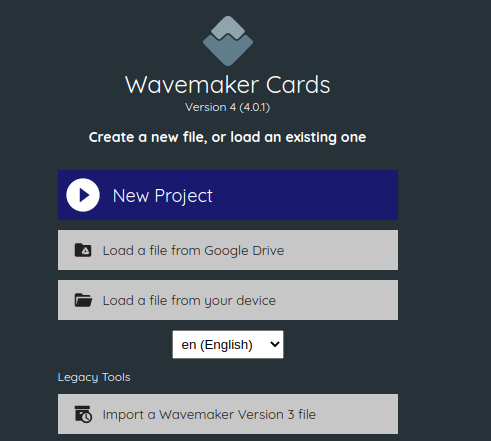 Wavemaker Cards
Version 4 (4.0.1)
Create a new file, or load an existing one
New Project
Load a file from Google Drive
Load a file from your device
en (English)
Legacy Tools
Import a Wavemaker Version 3 file